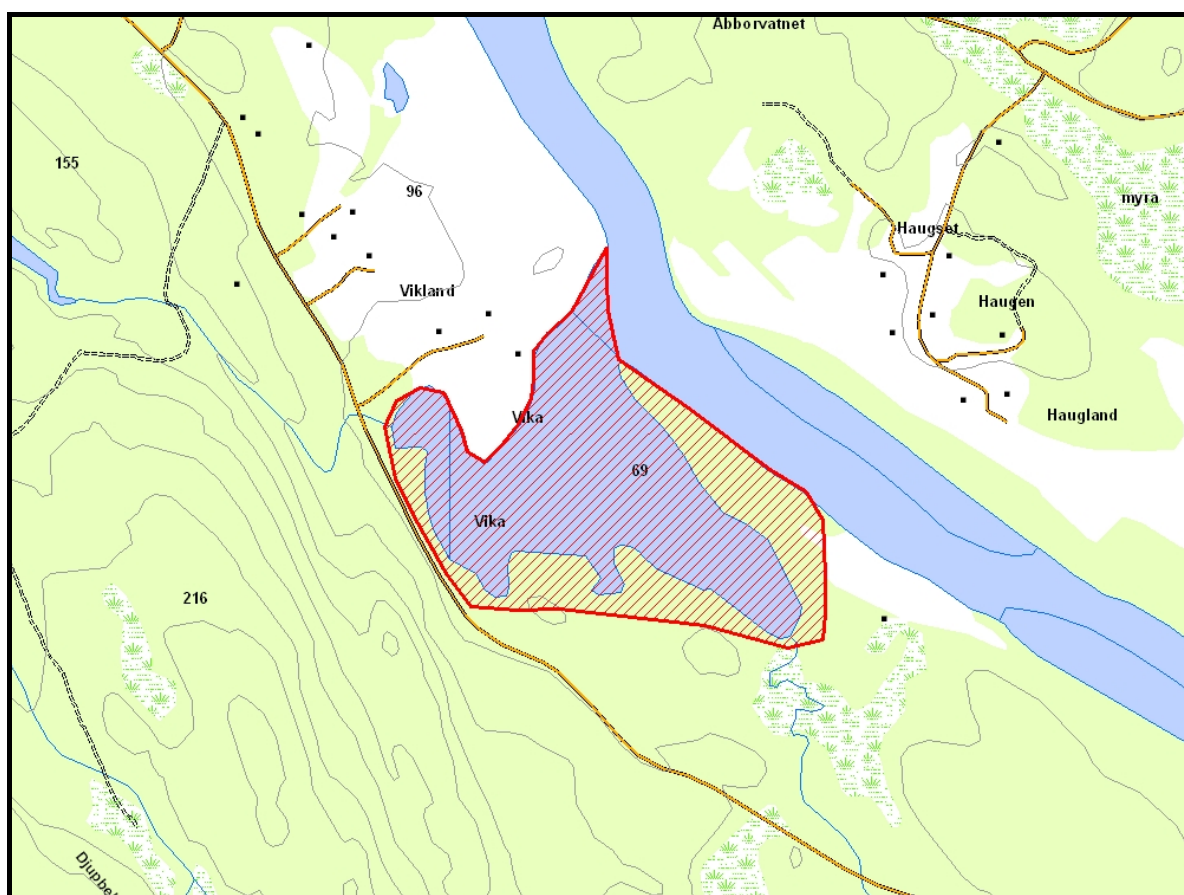 Abborvatnet
155
96
myra
Haugset
Vikland
Haugen
Haugland
Vika
69
Vika
216